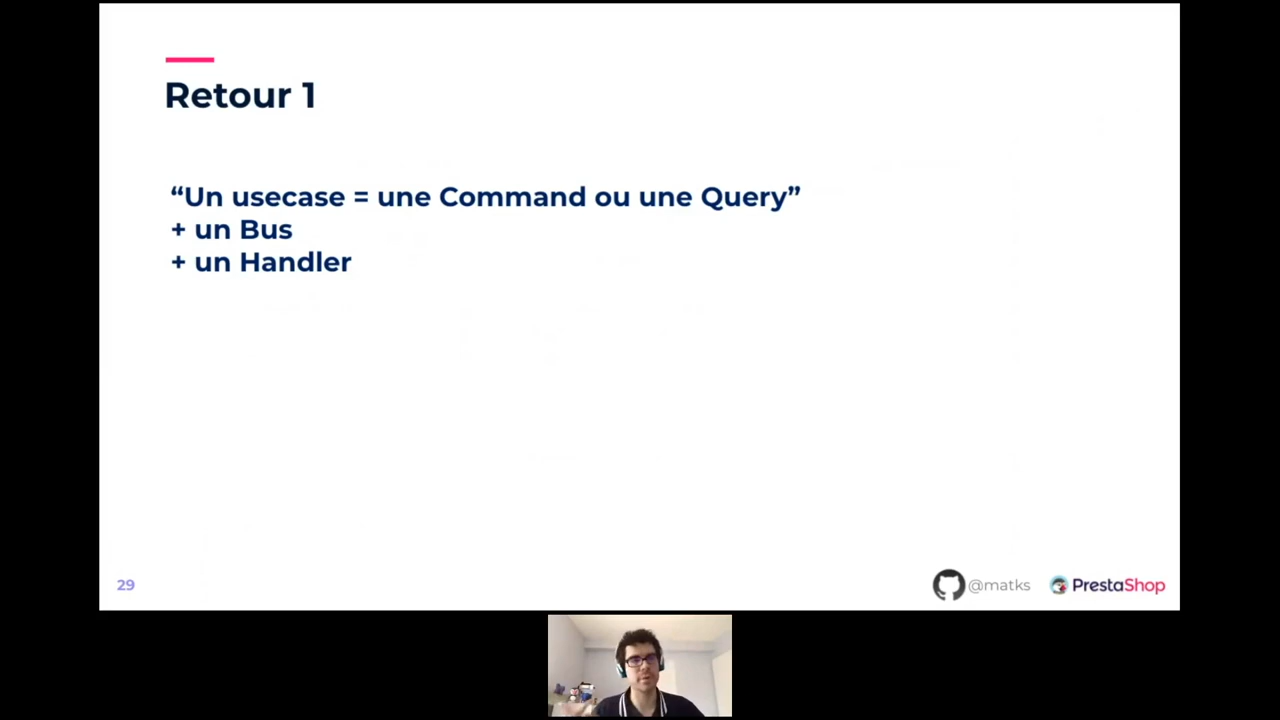 Retour 1
“Un usecase = une Command ou une Query”
+ un Bus
+ un Handler
29
@matks
PrestaShop